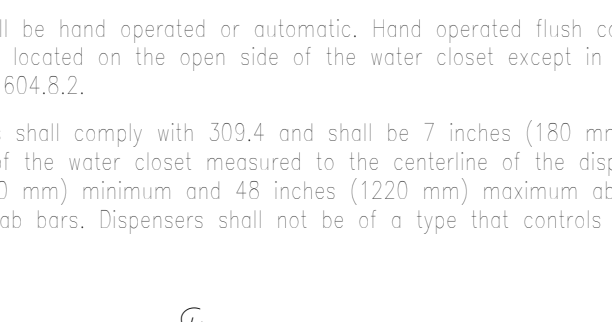 ll be hand operated or automatic. Hand operated flush co
located on the open side of the water closet except in
604.8.2.
s shall comply with 309.4 and shall be 7 inches (180 mm
of the water closet measured to the centerline of the disp
0 mm) minimum and 48 inches (1220 mm) maximum ab
ab bars. Dispensers shall not be of a type that controls